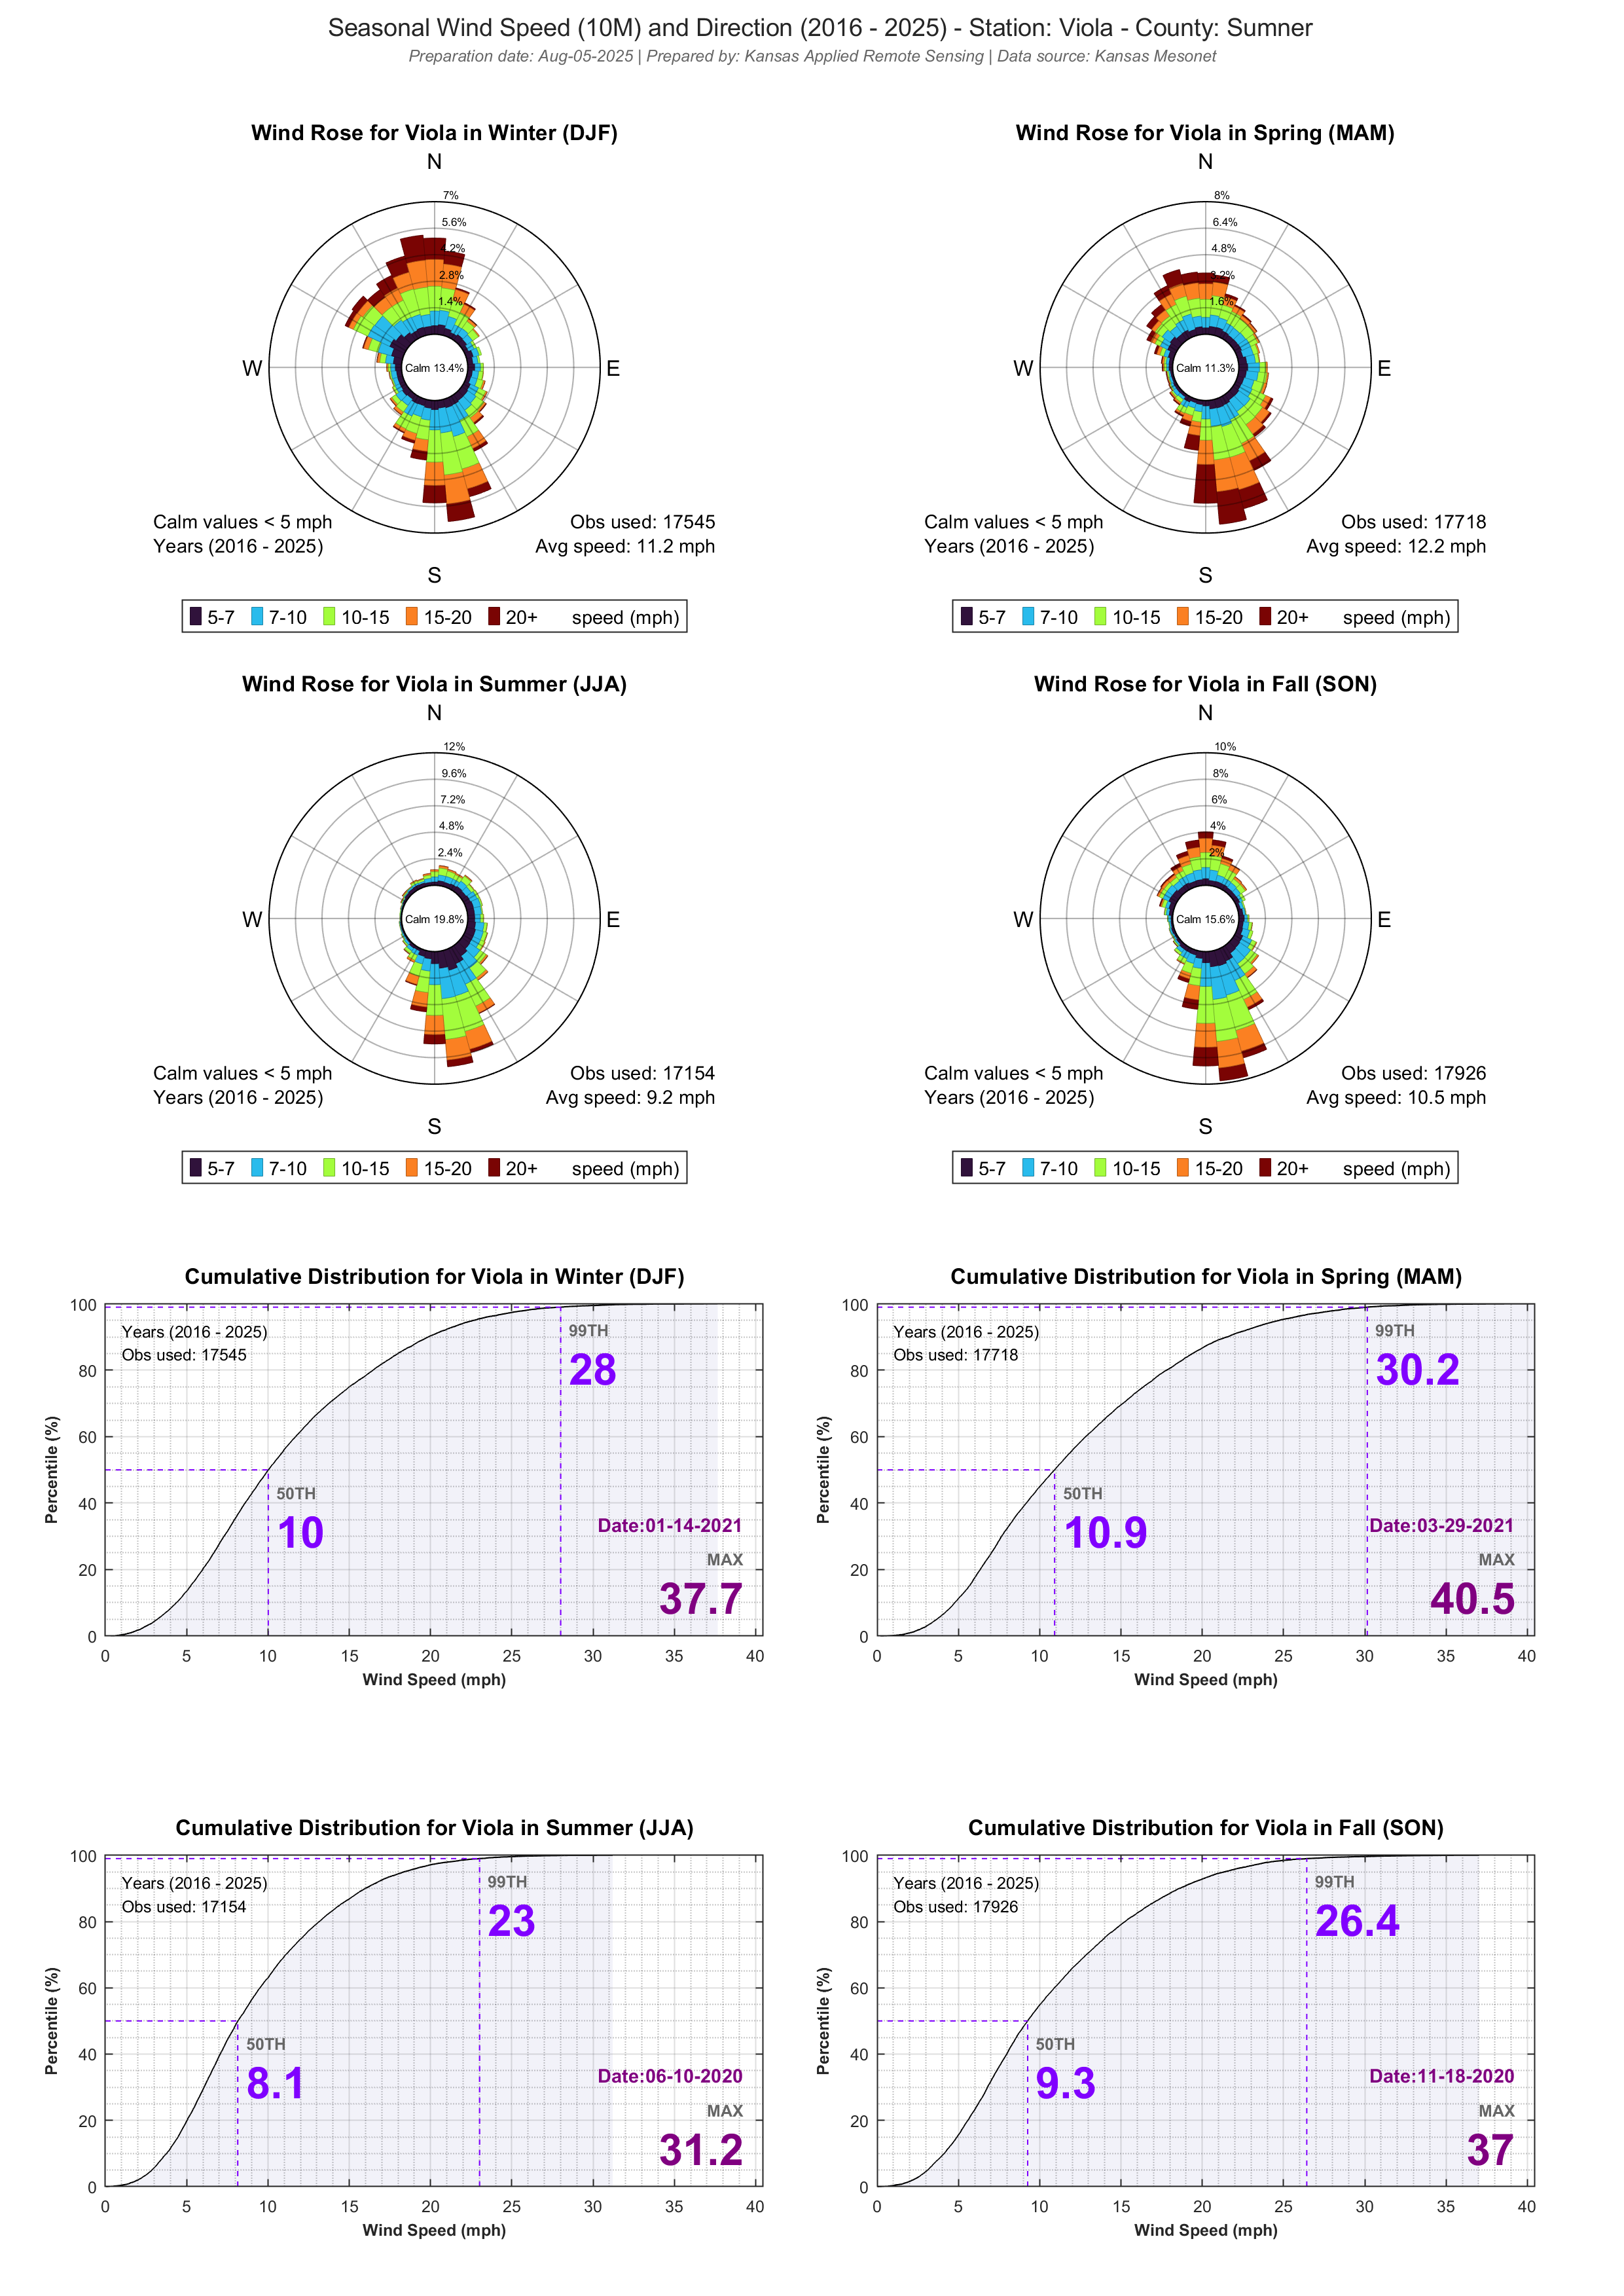 Seasonal Wind Speed (10M) and Direction (2016 - 2025) - Station: Viola - County: Sumner
Preparation date: Aug-05-2025 | Prepared by: Kansas Applied Remote Sensing | Data source: Kansas Mesonet
Wind Rose for Viola in Winter (DJF)
N
7%
5.6%
4.2%
2.8%
1.4%
W
Calm 13.4%
E
Calm values < 5 mph
Years (2016 - 2025)
Obs used: 17545
Avg speed: 11.2 mph
S
5-7 7-10 10-15 15-20 20+ speed (mph)
Wind Rose for Viola in Spring (MAM)
N
8%
6.4%
4.8%
3.2%
1.6%
W
Calm 11.3%
E
Calm values < 5 mph
Years (2016 - 2025)
Obs used: 17718
Avg speed: 12.2 mph
S
5-7 7-10 10-15 15-20 20+ speed (mph)
Wind Rose for Viola in Summer (JJA)
N
12%
9.6%
7.2%
4.8%
2.4%
W
Calm 19.8%
E
Calm values < 5 mph
Years (2016 - 2025)
Obs used: 17154
Avg speed: 9.2 mph
S
5-7 7-10 10-15 15-20 20+ speed (mph)
Wind Rose for Viola in Fall (SON)
N
10%
8%
6%
4%
2%
W
Calm 15.6%
E
Calm values < 5 mph
Years (2016 - 2025)
Obs used: 17926
Avg speed: 10.5 mph
S
5-7 7-10 10-15 15-20 20+ speed (mph)
Cumulative Distribution for Viola in Winter (DJF)
100
80
60
40
20
0
Percentile (%)
Years (2016 - 2025)
Obs used: 17545
99TH
28
50TH
10
Date:01-14-2021
MAX
37.7
0 5 10 15 20 25 30 35 40
Wind Speed (mph)
Cumulative Distribution for Viola in Spring (MAM)
100
80
60
40
20
0
Percentile (%)
Years (2016 - 2025)
Obs used: 17718
99TH
30.2
50TH
10.9
Date:03-29-2021
MAX
40.5
0 5 10 15 20 25 30 35 40
Wind Speed (mph)
Cumulative Distribution for Viola in Summer (JJA)
100
80
60
40
20
0
Percentile (%)
Years (2016 - 2025)
Obs used: 17154
99TH
23
50TH
8.1
Date:06-10-2020
MAX
31.2
0 5 10 15 20 25 30 35 40
Wind Speed (mph)
Cumulative Distribution for Viola in Fall (SON)
100
80
60
40
20
0
Percentile (%)
Years (2016 - 2025)
Obs used: 17926
99TH
26.4
50TH
9.3
Date:11-18-2020
MAX
37
0 5 10 15 20 25 30 35 40
Wind Speed (mph)